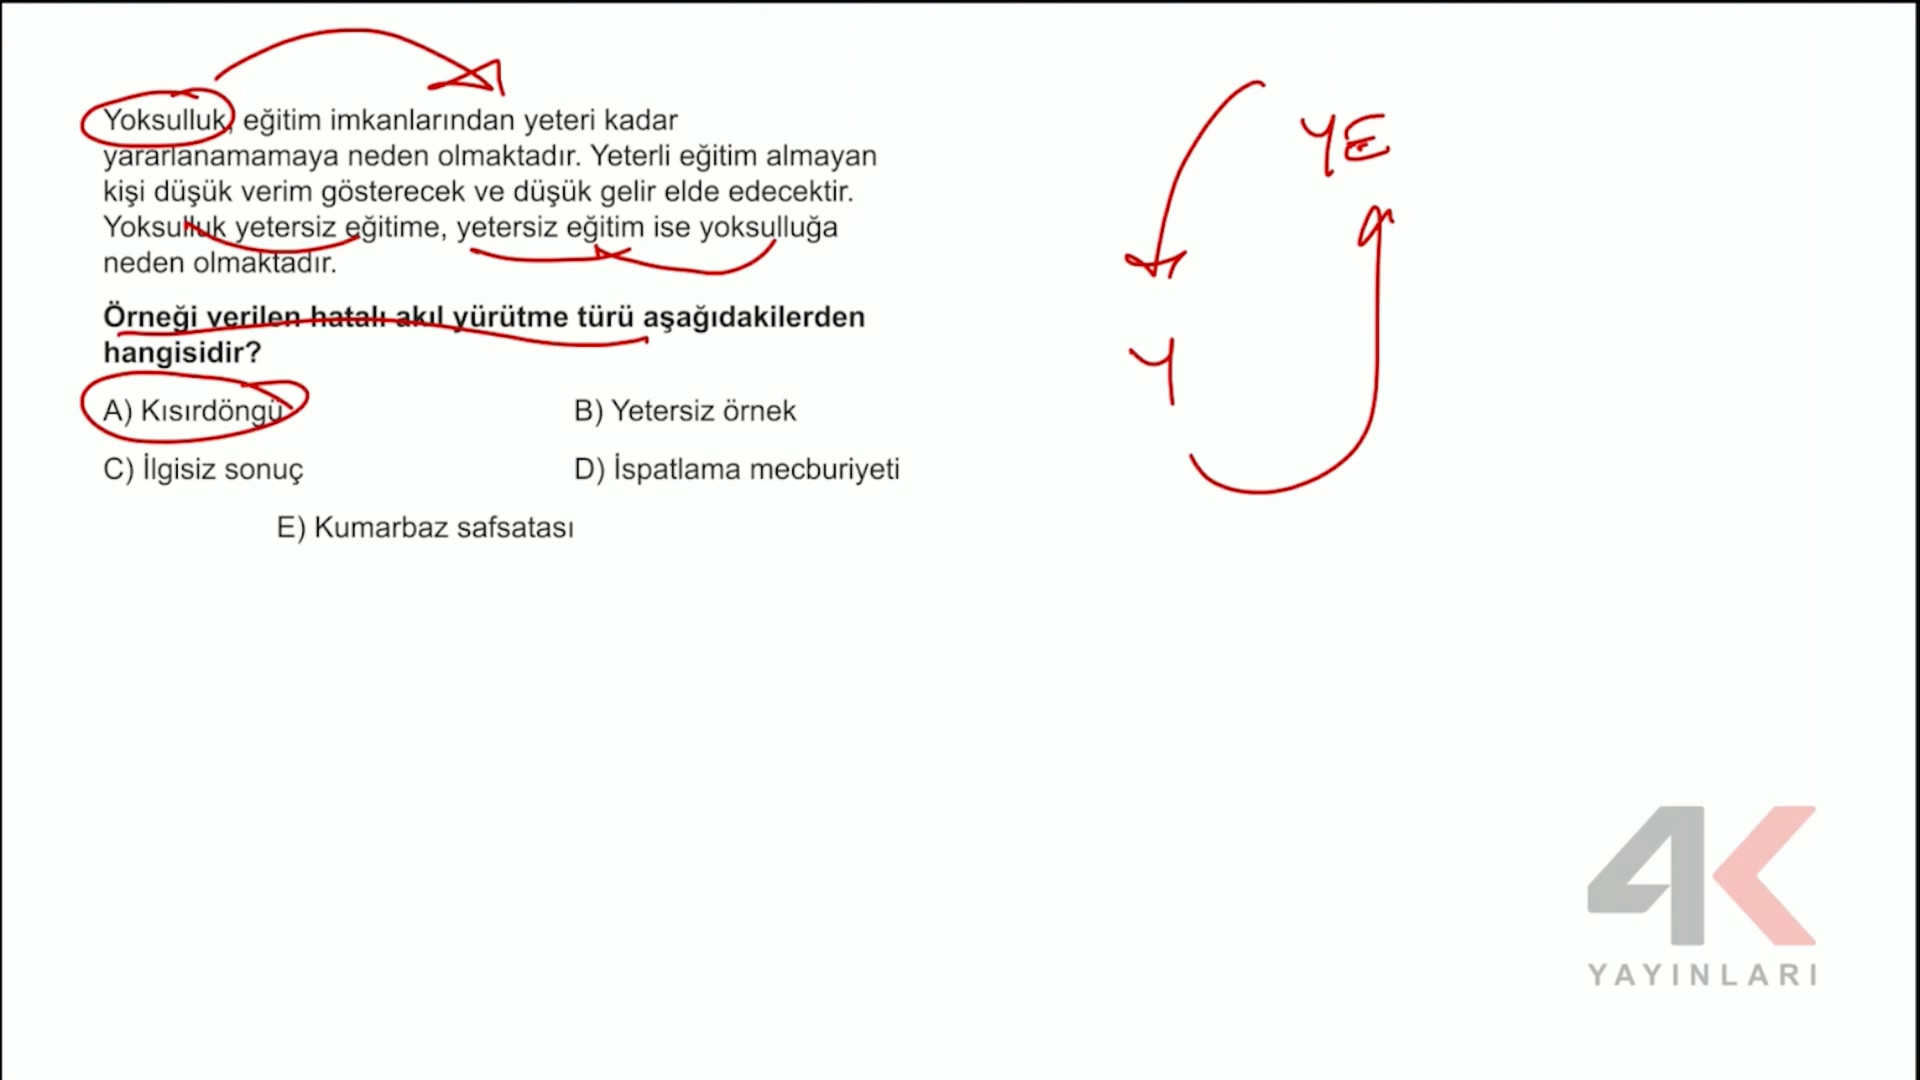 Yoksulluk, eğitim imkanlarından yeteri kadar
yararlanamamaya neden olmaktadır. Yeterli eğitim almayan
kişi düşük verim gösterecek ve düşük gelir elde edecektir.
Yoksulluk yetersiz eğitime, yetersiz eğitim ise yoksulluğa
neden olmaktadır.
Örneği verilen hatalı akıl yürütme türü aşağıdakilerden
hangisidir?
A) Kısırdöngü
B) Yetersiz örnek
C) İlgisiz sonuç
D) İspatlama mecburiyeti
E) Kumarbaz safsatası
YE
Y
4K
YAYINLARI